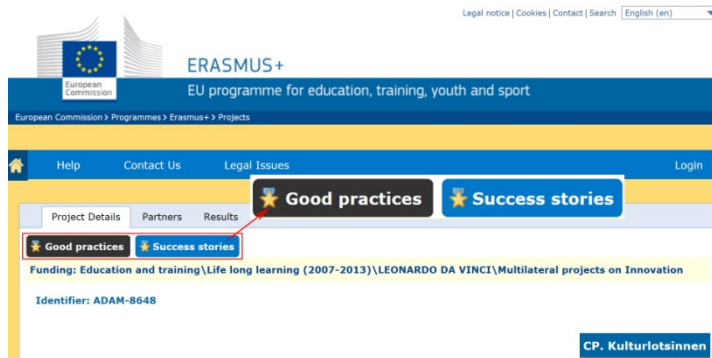 Legal notice | Cookies | Contact | Search English (en)
European
Commission
ERASMUS+
EU programme for education, training, youth and sport
European Commission > Programmes > Erasmus+ > Projects
Help Contact Us Legal Issues Login
Good practices Success stories
Project Details Partners Results
Good practices Success stories
Funding: Education and training\Life long learning (2007-2013)\LEONARDO DA VINCI\Multilateral projects on Innovation
Identifier: ADAM-8648
CP. Kulturlotsinnen